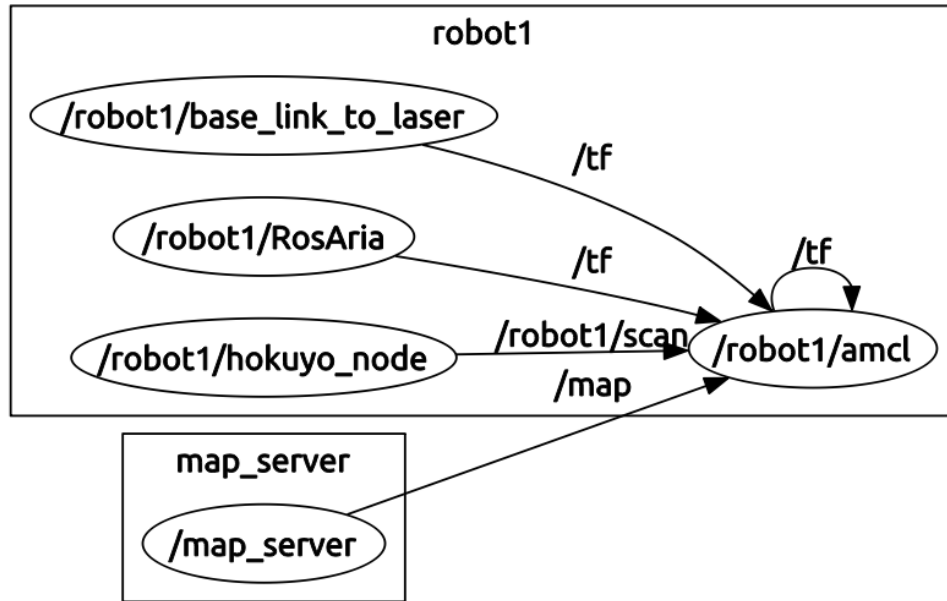 robot1
/robot1/base_link_to_laser
/tf
/robot1/RosAria
/tf
/tf
/robot1/hokuyo_node
/robot1/scan
/robot1/amcl
/map
map_server
/map_server